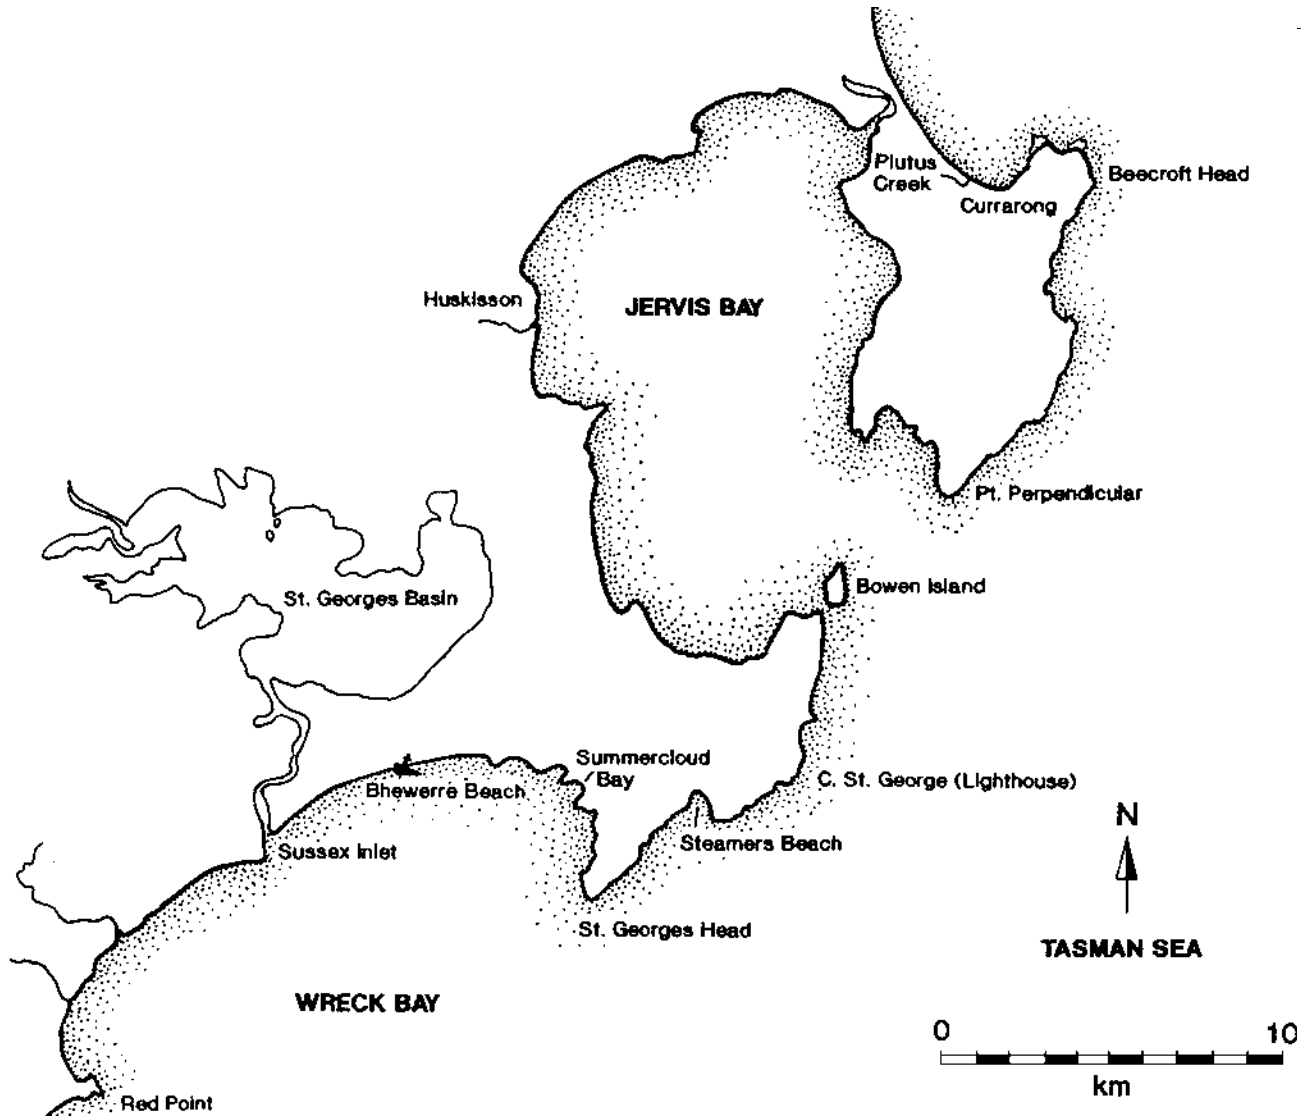 Plutus
Creek
Beecroft Head
Currarong
Huskisson
JERVIS BAY
Pt. Perpendicular
Bowen Island
St. Georges Basin
Summercloud
Bay
C. St. George (Lighthouse)
Bhewerre Beach
Steamers Beach
Sussex Inlet
N
St. Georges Head
TASMAN SEA
WRECK BAY
0 10
km
Red Point